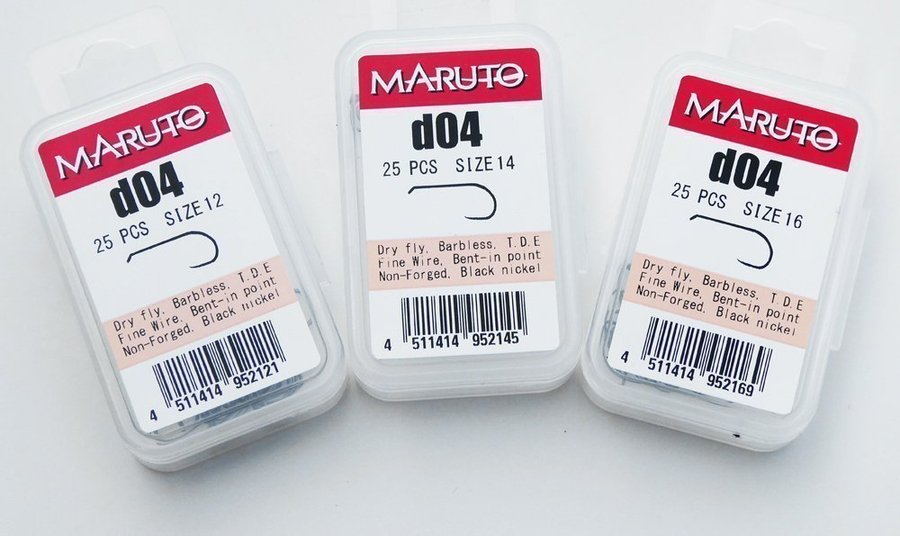 MARUTO
d04
25 PCS SIZE 12
Dry fly, Barbless, T.D.E
Fine Wire, Bent-in point
Non-Forged, Black nickel
4 511414 952121
MARUTO
d04
25 PCS SIZE 14
Dry fly, Barbless, T.D.E
Fine Wire, Bent-in point
Non-Forged, Black nickel
4 511414 952145
MARUTO
d04
25 PCS SIZE 16
Dry fly, Barbless, T.D.E
Fine Wire, Bent-in point
Non-Forged, Black nickel
4 511414 952169